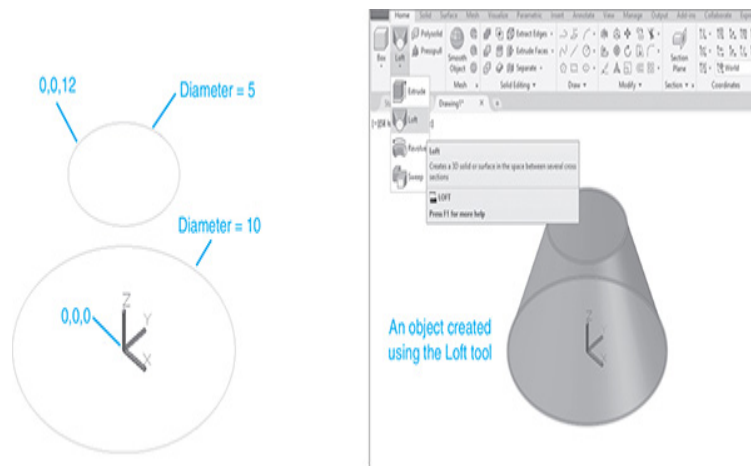 0,0,12
Diameter = 5
Diameter = 10
0,0,0
Z
Y
X
Home Solid Surface Mesh Visualize Parametric Insert Annotate View Manage Output Add-ins Collaborate
Box
Loft
Polysolid
Presspull
Smooth
Object
Extract Edges
Extrude Faces
Separate
Section
Plane
World
Mesh
Solid Editing
Draw
Modify
Section
Coordinates
Extrude
Loft
Revolve
Sweep
Drawing1*
X
Loft
Creates a 3D solid or surface in the space between several cross
sections
LOFT
Press F1 for more help
An object created
using the Loft tool
Z
Y
X